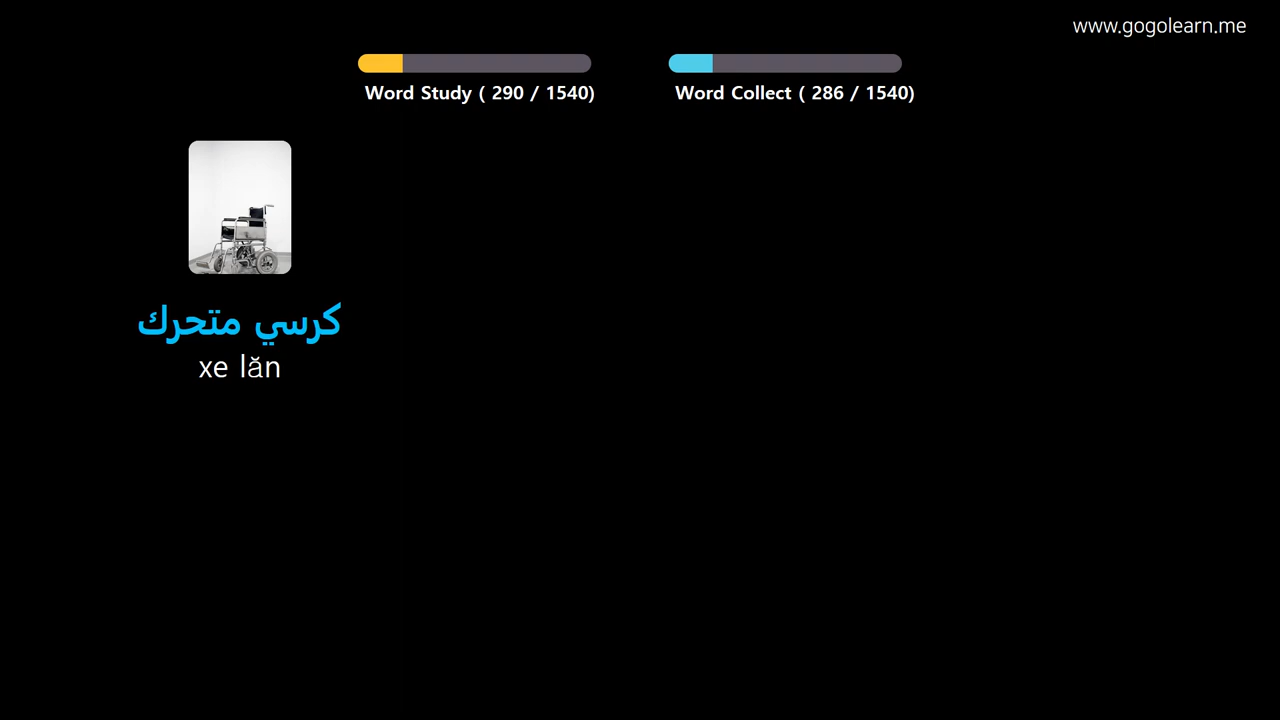 www.gogolearn.me
Word Study ( 290 / 1540)
Word Collect ( 286 / 1540)
كرسي متحرك
xe lăn